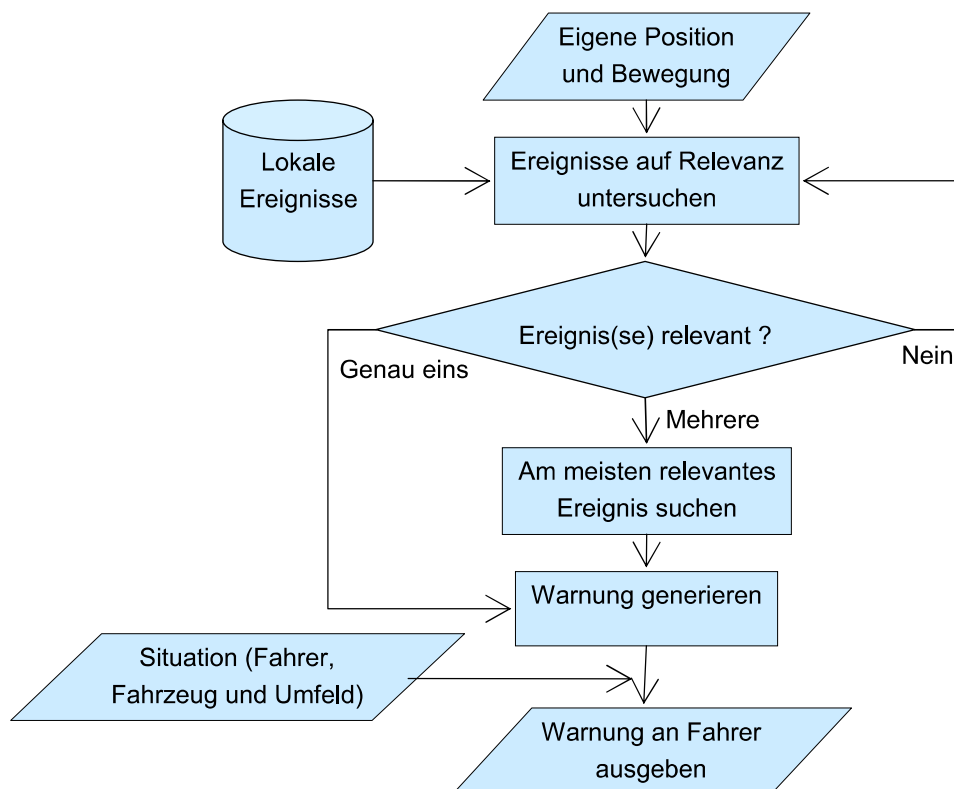 Eigene Position
und Bewegung
Lokale
Ereignisse
Ereignisse auf Relevanz
untersuchen
Ereignis(se) relevant ?
Genau eins
Nein
Mehrere
Am meisten relevantes
Ereignis suchen
Warnung generieren
Situation (Fahrer,
Fahrzeug und Umfeld)
Warnung an Fahrer
ausgeben